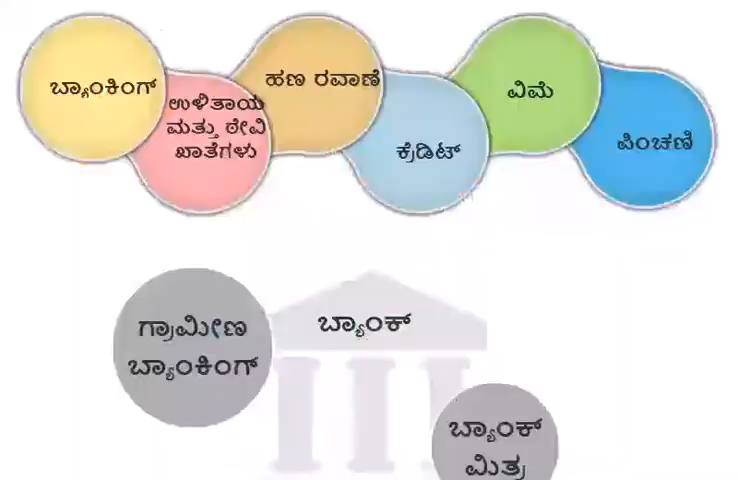 ಬ್ಯಾಂಕಿಂಗ್
ಉಳಿತಾಯ
ಮತ್ತು ಠೇವಿ
ಖಾತೆಗಳು
ಹಣ ರವಾಣೆ
ಕ್ರೆಡಿಟ್
ವಿಮೆ
ಪಿಂಚಣಿ
ಗ್ರಾಮೀಣ
ಬ್ಯಾಂಕಿಂಗ್
ಬ್ಯಾಂಕ್
ಬ್ಯಾಂಕ್
ಮಿತ್ರ